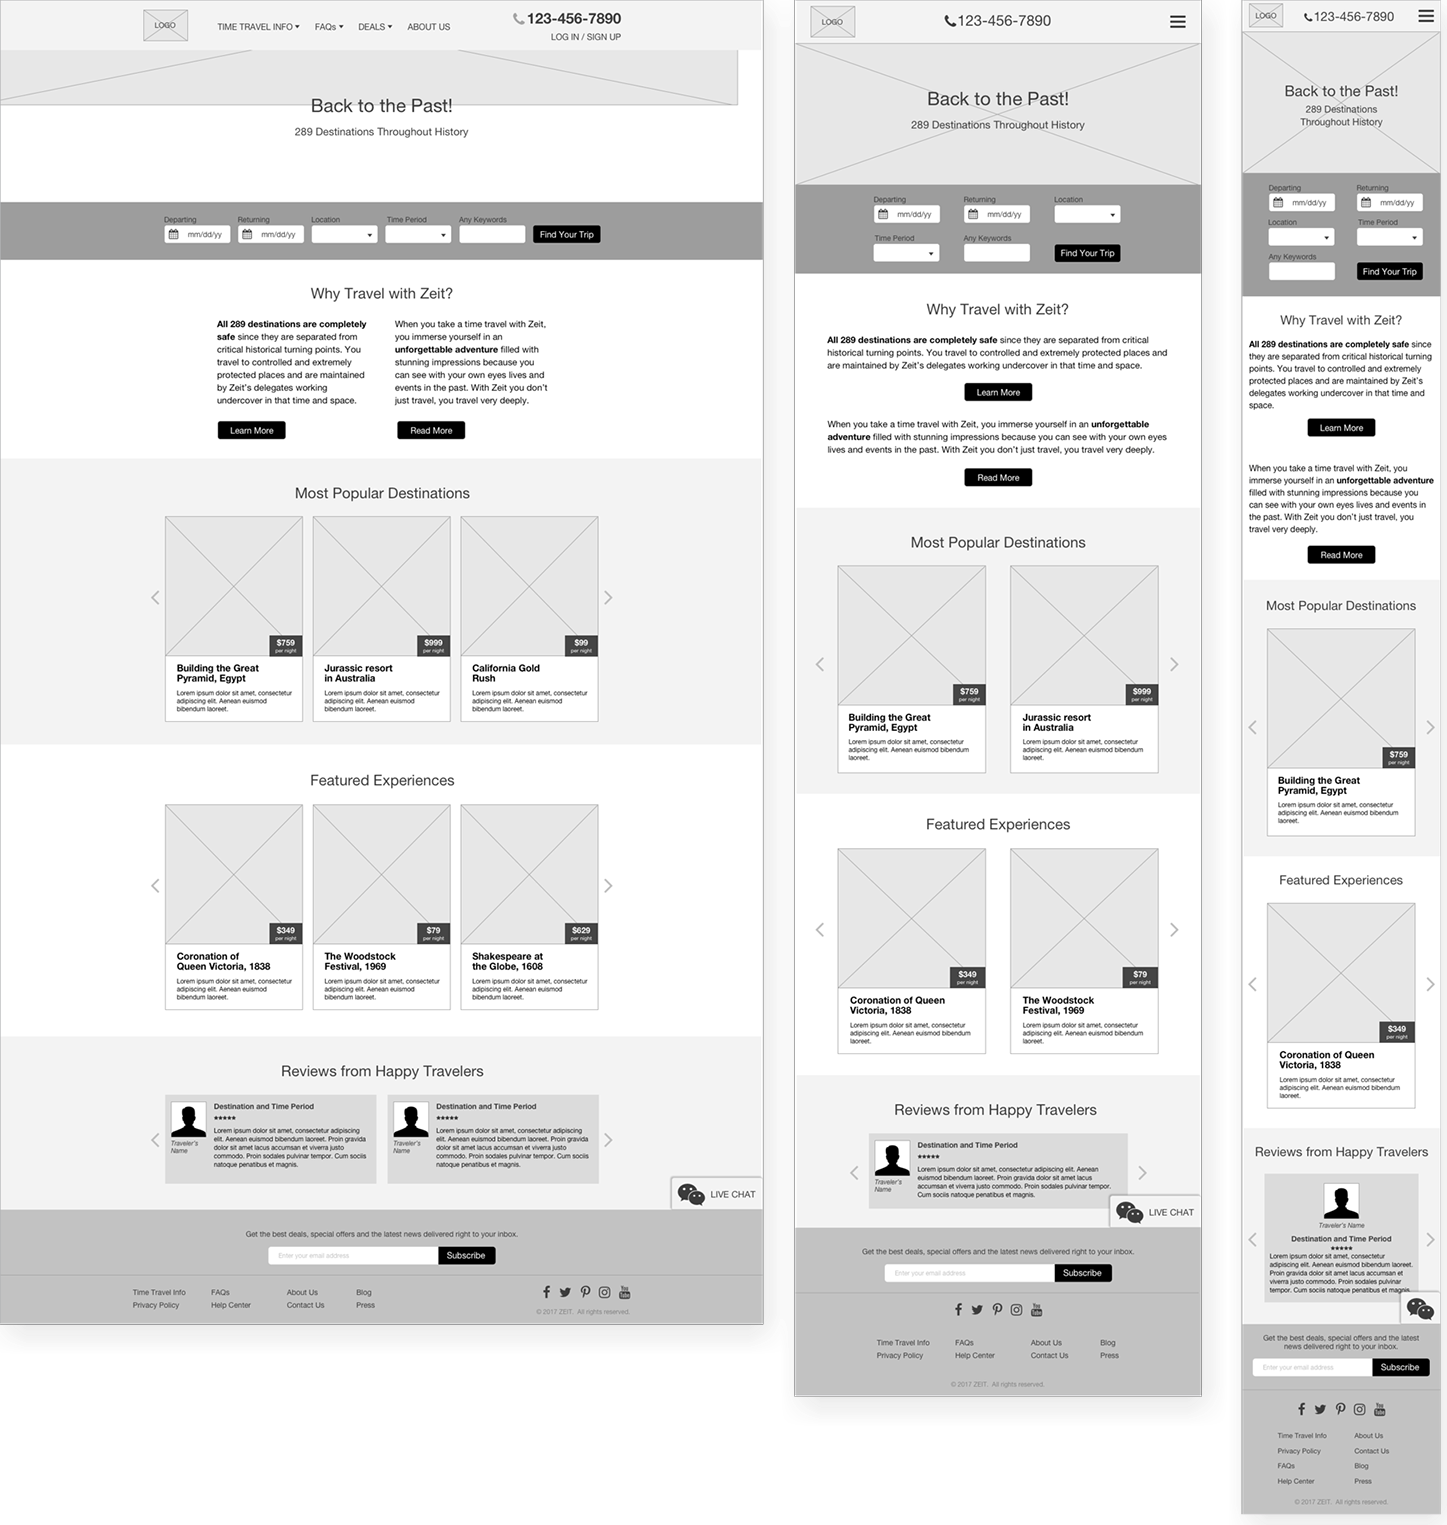 LOGO
TIME TRAVEL INFO
FAQs
DEALS
ABOUT US
123-456-7890
LOG IN / SIGN UP
Back to the Past!
289 Destinations Throughout History
Departing
Returning
Location
Time Period
Any Keywords
mm/dd/yy
mm/dd/yy
Find Your Trip
Why Travel with Zeit?
All 289 destinations are completely
safe since they are separated from
critical historical turning points. You
travel to controlled and extremely
protected places and are maintained
by Zeit's delegates working
undercover in that time and space.
Learn More
When you take a time travel with Zeit,
you immerse yourself in an
unforgettable adventure filled with
stunning impressions because you
can see with your own eyes lives and
events in the past. With Zeit you don't
just travel, you travel very deeply.
Read More
Most Popular Destinations
$759
per night
Building the Great
Pyramid, Egypt
Lorem ipsum dolor sit amet, consectetur
adipiscing elit. Aenean euismod
bibendum laoreet.
$999
per night
Jurassic resort
in Australia
Lorem ipsum dolor sit amet, consectetur
adipiscing elit. Aenean euismod
bibendum laoreet.
$99
per night
California Gold
Rush
Lorem ipsum dolor sit amet, consectetur
adipiscing elit. Aenean euismod
bibendum laoreet.
Featured Experiences
$349
per night
Coronation of
Queen Victoria, 1838
Lorem ipsum dolor sit amet, consectetur
adipiscing elit. Aenean euismod
bibendum laoreet.
$79
per night
The Woodstock
Festival, 1969
Lorem ipsum dolor sit amet, consectetur
adipiscing elit. Aenean euismod
bibendum laoreet.
$629
per night
Shakespeare at
the Globe, 1608
Lorem ipsum dolor sit amet, consectetur
adipiscing elit. Aenean euismod
bibendum laoreet.
Reviews from Happy Travelers
Traveler's
Name
Destination and Time Period
★★★★★
Lorem ipsum dolor sit amet, consectetur adipiscing
elit. Aenean euismod bibendum laoreet. Proin gravida
dolor sit amet lacus accumsan et viverra justo
commodo. Proin sodales pulvinar tempor. Cum sociis
natoque penatibus et magnis.
Traveler's
Name
Destination and Time Period
★★★★★
Lorem ipsum dolor sit amet, consectetur adipiscing
elit. Aenean euismod bibendum laoreet. Proin gravida
dolor sit amet lacus accumsan et viverra justo
commodo. Proin sodales pulvinar tempor. Cum sociis
natoque penatibus et magnis.
LIVE CHAT
Get the best deals, special offers and the latest news delivered right to your inbox.
Enter your email address
Subscribe
Time Travel Info
FAQs
About Us
Blog
Privacy Policy
Help Center
Contact Us
Press
You
Tube
© 2017 ZEIT. All rights reserved.
LOGO
123-456-7890
Back to the Past!
289 Destinations Throughout History
Departing
Returning
Location
mm/dd/yy
mm/dd/yy
Time Period
Any Keywords
Find Your Trip
Why Travel with Zeit?
All 289 destinations are completely safe since they are separated from critical
historical turning points. You travel to controlled and extremely protected places and
are maintained by Zeit's delegates working undercover in that time and space.
Learn More
When you take a time travel with Zeit, you immerse yourself in an unforgettable
adventure filled with stunning impressions because you can see with your own eyes
lives and events in the past. With Zeit you don't just travel, you travel very deeply.
Read More
Most Popular Destinations
$759
per night
Building the Great
Pyramid, Egypt
Lorem ipsum dolor sit amet, consectetur
adipiscing elit. Aenean euismod bibendum
laoreet.
$999
per night
Jurassic resort
in Australia
Lorem ipsum dolor sit amet, consectetur
adipiscing elit. Aenean euismod bibendum
laoreet.
Featured Experiences
$349
per night
Coronation of Queen
Victoria, 1838
Lorem ipsum dolor sit amet, consectetur
adipiscing elit. Aenean euismod bibendum
laoreet.
$79
per night
The Woodstock
Festival, 1969
Lorem ipsum dolor sit amet, consectetur
adipiscing elit. Aenean euismod bibendum
laoreet.
Reviews from Happy Travelers
Traveler's
Name
Destination and Time Period
★★★★★
Lorem ipsum dolor sit amet, consectetur adipiscing elit. Aenean
euismod bibendum laoreet. Proin gravida dolor sit amet lacus
accumsan et viverra justo commodo. Proin sodales pulvinar tempor.
Cum sociis natoque penatibus et magnis.
LIVE CHAT
Get the best deals, special offers and the latest news delivered right to your inbox.
Enter your email address
Subscribe
You
Tube
Time Travel Info
FAQs
About Us
Blog
Privacy Policy
Help Center
Contact Us
Press
© 2017 ZEIT. All rights reserved.
LOGO
123-456-7890
Back to the Past!
289 Destinations
Throughout History
Departing
Returning
mm/dd/yy
mm/dd/yy
Location
Time Period
Any Keywords
Find Your Trip
Why Travel with Zeit?
All 289 destinations are completely safe since
they are separated from critical historical turning
points. You travel to controlled and extremely
protected places and are maintained by Zeit's
delegates working undercover in that time and
space.
Learn More
When you take a time travel with Zeit, you
immerse yourself in an unforgettable adventure
filled with stunning impressions because you
can see with your own eyes lives and events in
the past. With Zeit you don't just travel, you
travel very deeply.
Read More
Most Popular Destinations
$759
per night
Building the Great
Pyramid, Egypt
Lorem ipsum dolor sit amet, consectetur
adipiscing elit. Aenean euismod bibendum
laoreet.
Featured Experiences
$349
per night
Coronation of Queen
Victoria, 1838
Lorem ipsum dolor sit amet, consectetur
adipiscing elit. Aenean euismod bibendum
laoreet.
Reviews from Happy Travelers
Traveler's Name
Destination and Time Period
★★★★★
Lorem ipsum dolor sit amet, consectetur
adipiscing elit. Aenean euismod bibendum laoreet.
Proin gravida dolor sit amet lacus accumsan et
viverra justo commodo. Proin sodales pulvinar
tempor. Cum sociis natoque penatibus et magnis.
Get the best deals, special offers and the latest
news delivered right to your inbox.
Enter your email address
Subscribe
You
Tube
Time Travel Info
About Us
Privacy Policy
Contact Us
FAQs
Blog
Help Center
Press
© 2017 ZEIT. All rights reserved.